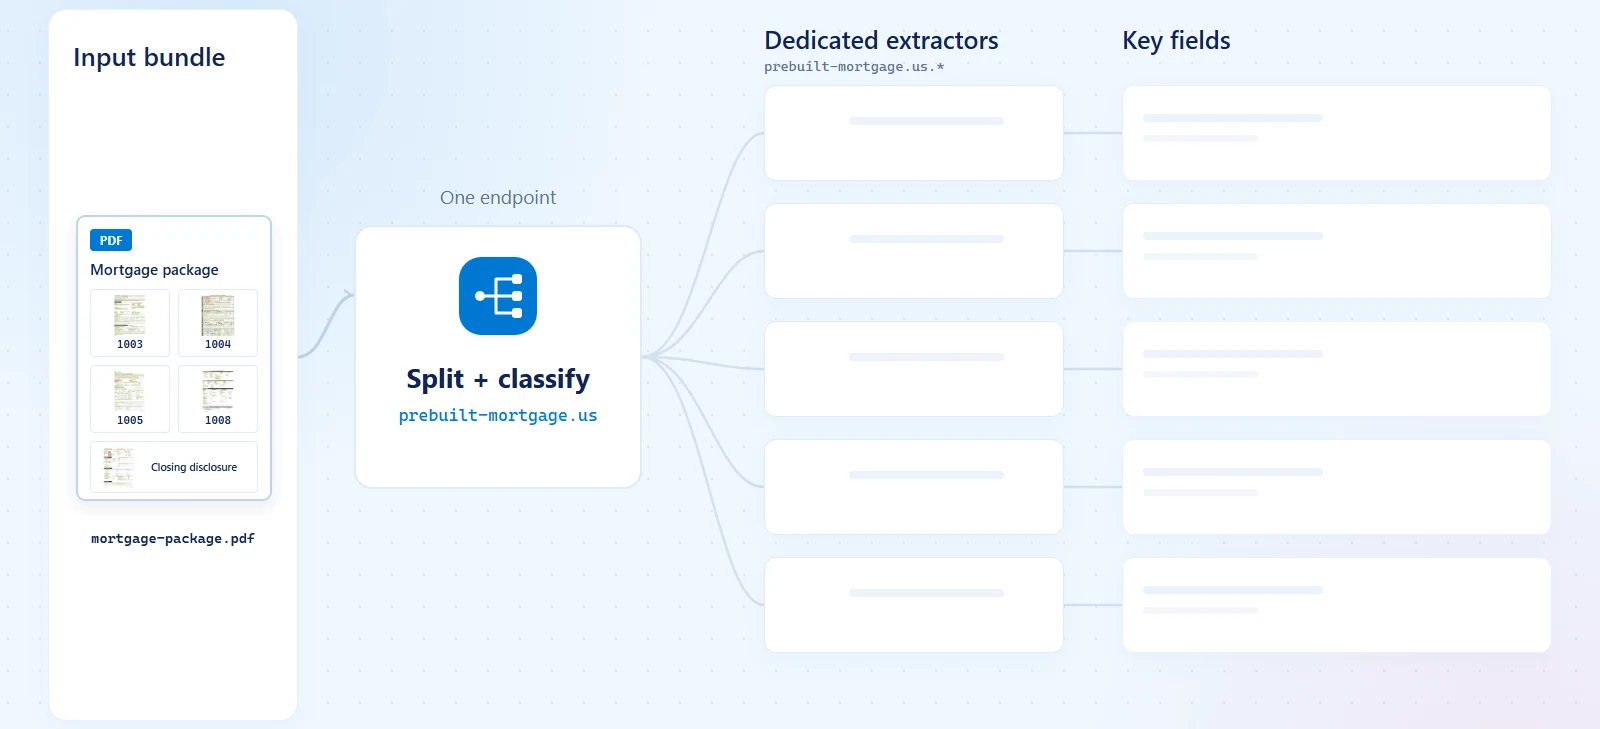 Input bundle
PDF
Mortgage package
1003
1004
1005
1008
Closing disclosure
mortgage-package.pdf
One endpoint
Split + classify
prebuilt-mortgage.us
Dedicated extractors
prebuilt-mortgage.us.*
Key fields